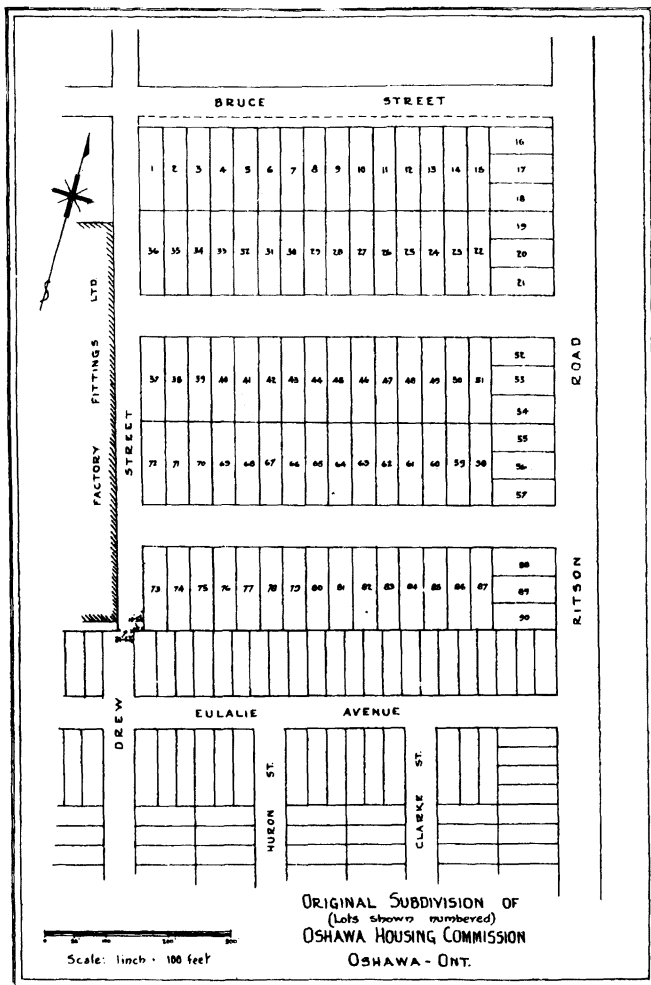 BRUCE STREET
1 2 3 4 5 6 7 8 9 10 11 12 13 14 15
16
17
18
19
20
21
36 35 34 33 32 31 30 29 28 27 26 25 24 23 22
FACTORY FITTINGS LTD.
DREW STREET
RITSON ROAD
37 38 39 40 41 42 43 44 45 46 47 48 49 50 51
52
53
54
55
56
57
72 71 70 69 68 67 66 65 64 63 62 61 60 59 58
73 74 75 76 77 78 79 80 81 82 83 84 85 86 87
88
89
90
EULALIE AVENUE
HURON ST.
CLARKE ST.
ORIGINAL SUBDIVISION OF
(Lots shown numbered)
OSHAWA HOUSING COMMISSION
OSHAWA - ONT.
0 50 100 200 300
Scale: 1inch = 100 feet